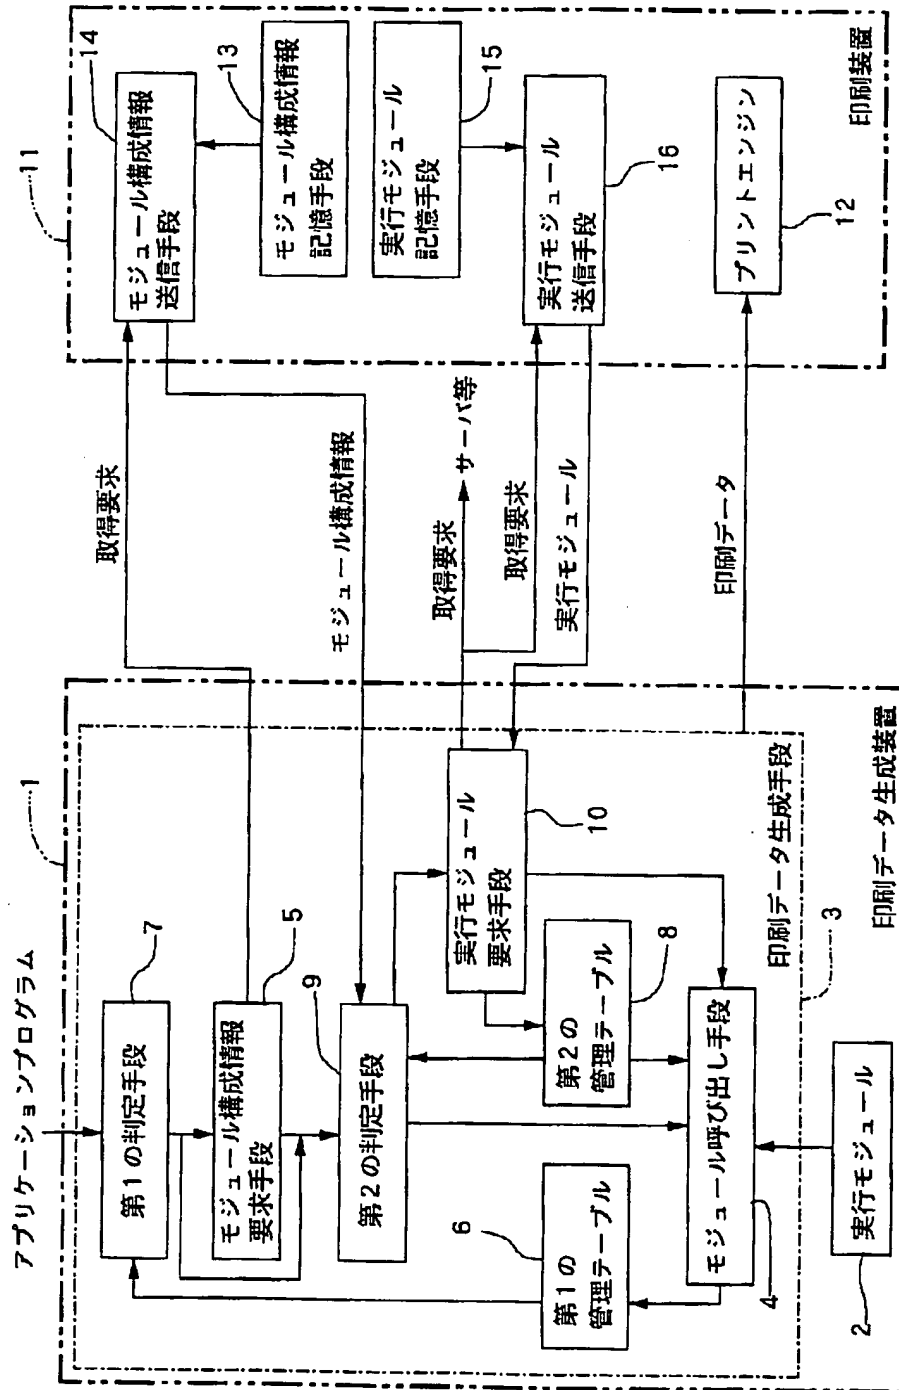 アプリケーションプログラム
1
7
第1の判定手段
5
モジュール構成情報
要求手段
9
第2の判定手段
6
第1の
管理テーブル
実行モジュール
要求手段
10
第2の
管理テーブル
8
モジュール呼び出し手段
4
印刷データ生成手段
3
実行モジュール
2
印刷データ生成装置
取得要求
モジュール構成情報
取得要求
サーバ等
取得要求
実行モジュール
印刷データ
11
14
モジュール構成情報
送信手段
13
モジュール構成情報
記憶手段
実行モジュール
記憶手段
15
実行モジュール
送信手段
16
プリントエンジン
12
印刷装置